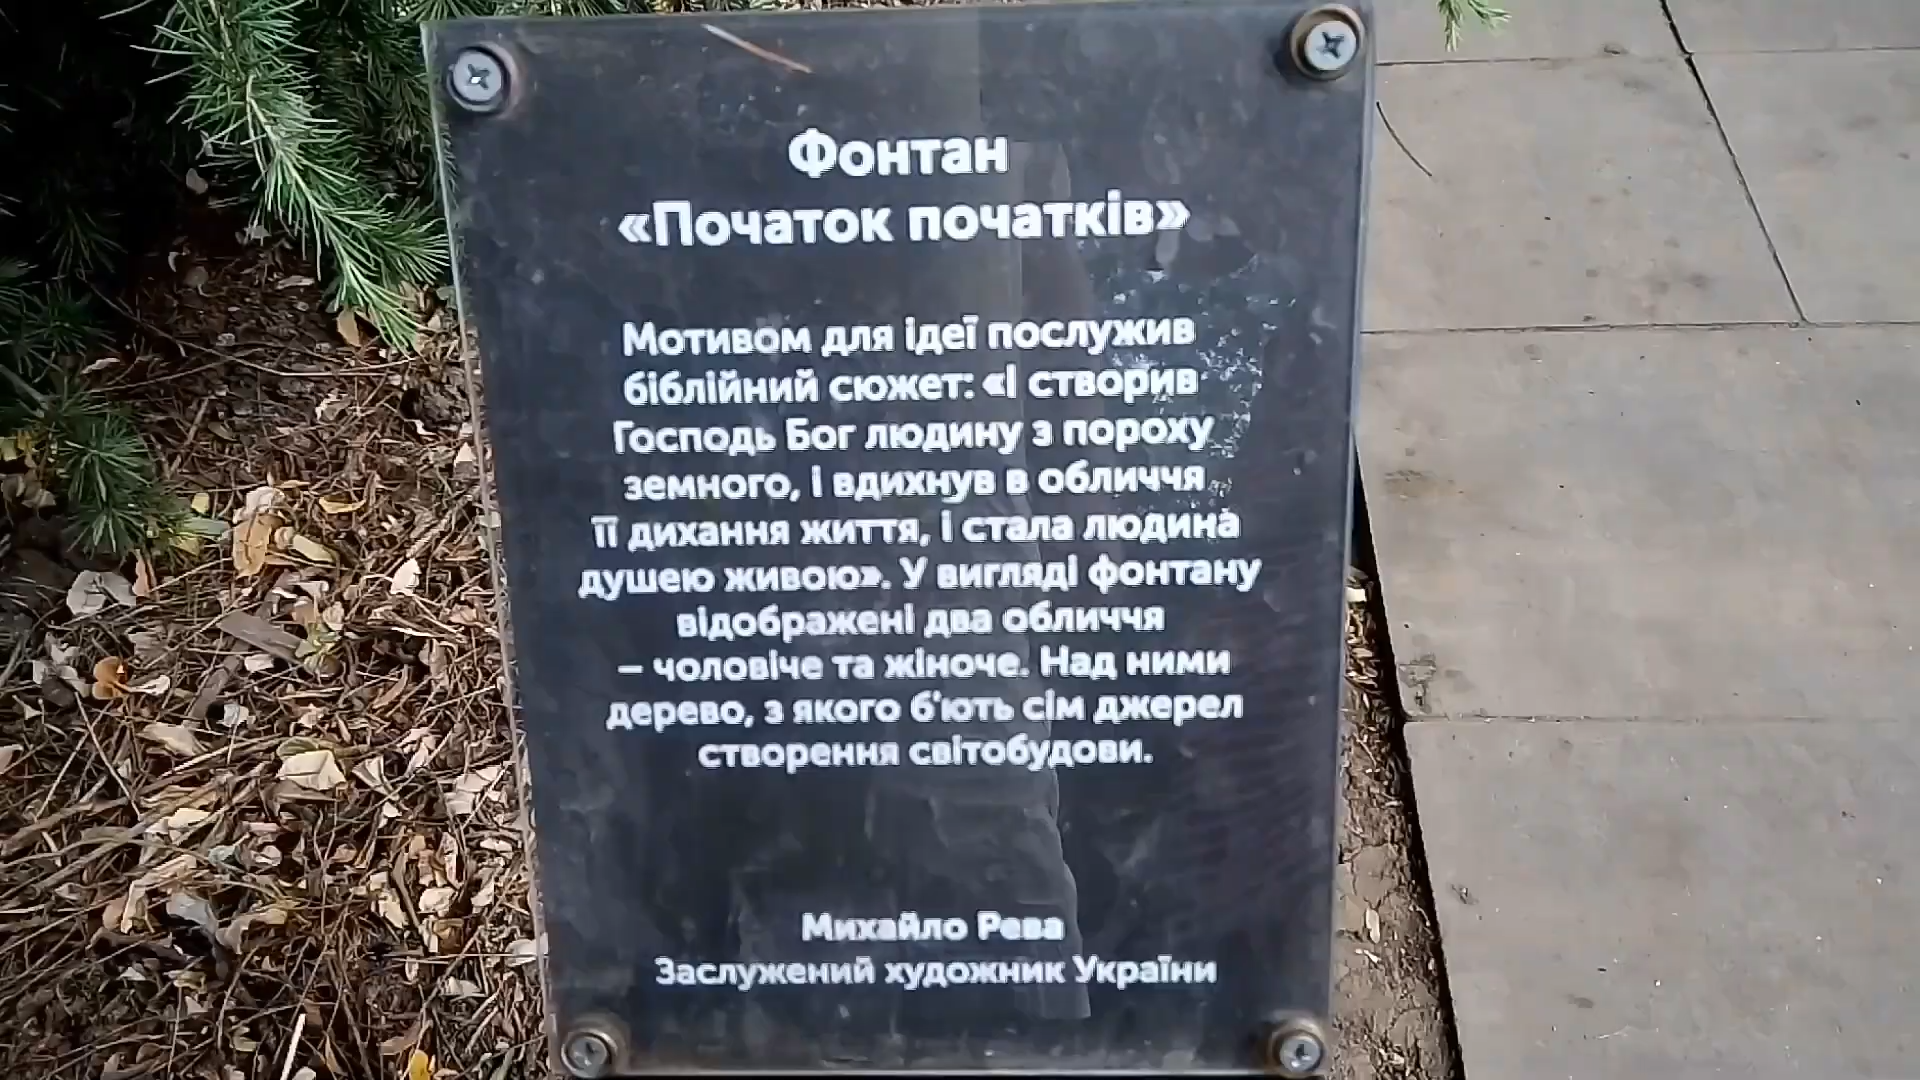 Фонтан
«Початок початків»
Мотивом для ідеї послужив
біблійний сюжет: «І створив
Господь Бог людину з пороху
земного, і вдихнув в обличчя
її дихання життя, і стала людина
душею живою». У вигляді фонтану
відображені два обличчя
– чоловіче та жіноче. Над ними
дерево, з якого б'ють сім джерел
створення світобудови.
Михайло Рева
Заслужений художник України